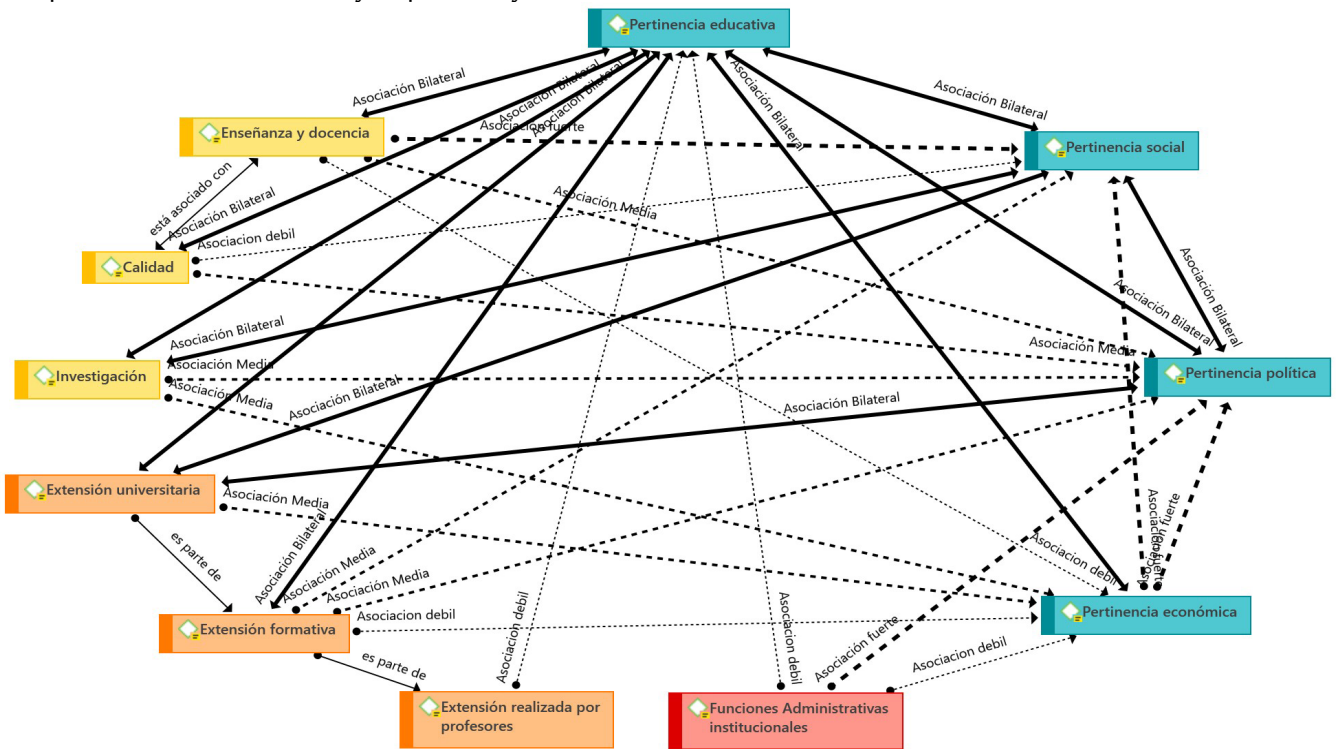 Pertinencia educativa
Asociación Bilateral
Asociación Bilateral
Asociación Bilateral
Asociación Bilateral
Asociación Bilateral
Enseñanza y docencia
Asociacion fuerte
Pertinencia social
está asociado con
Asociación Bilateral
Asociación Media
Asociacion debil
Calidad
Asociación Bilateral
Asociación Bilateral
Asociación Bilateral
Asociación Media
Asociación Media
Investigación
Pertinencia política
Asociación Media
Asociación Bilateral
Asociación Bilateral
Extensión universitaria
Asociación Media
Asociación fuerte
es parte de
Asociación Bilateral
Asociación Media
Asociación Media
Asociacion debil
Asociacion debil
Pertinencia económica
Extensión formativa
Asociacion debil
Asociacion debil
Asociación fuerte
Asociacion debil
es parte de
Extensión realizada por
profesores
Funciones Administrativas
institucionales